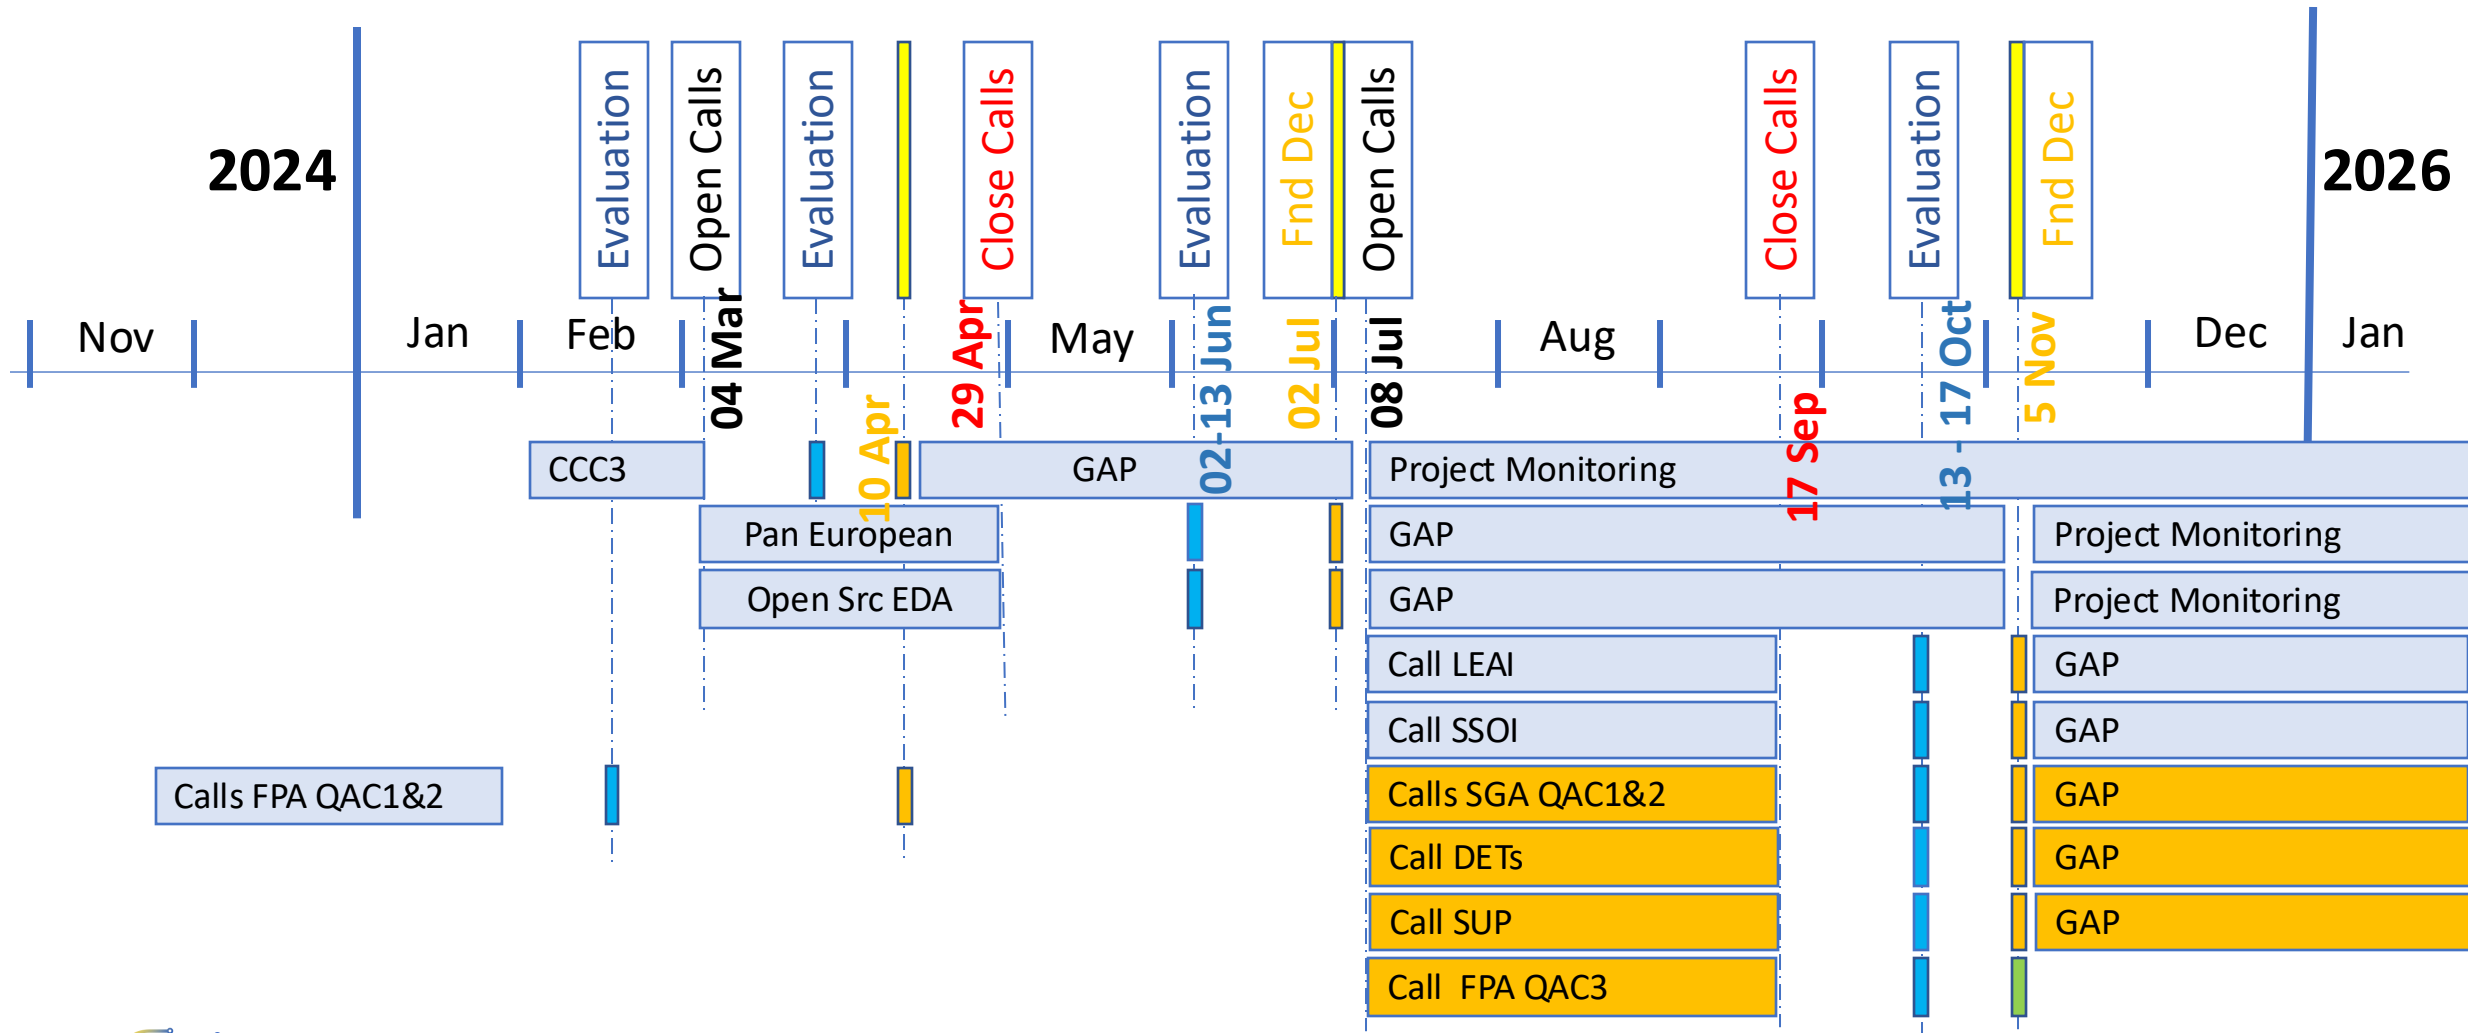 2024
Evaluation
Open Calls
Evaluation
Close Calls
Evaluation
Fnd Dec
Open Calls
Close Calls
Evaluation
Fnd Dec
2026
Nov
Jan
Feb
04 Mar
10 Apr
29 Apr
May
02-13 Jun
02 Jul
08 Jul
Aug
17 Sep
13 - 17 Oct
5 Nov
Dec
Jan
CCC3
GAP
Project Monitoring
Pan European
GAP
Project Monitoring
Open Src EDA
GAP
Project Monitoring
Call LEAI
GAP
Call SSOI
GAP
Calls FPA QAC1&2
Calls SGA QAC1&2
GAP
Call DETs
GAP
Call SUP
GAP
Call  FPA QAC3